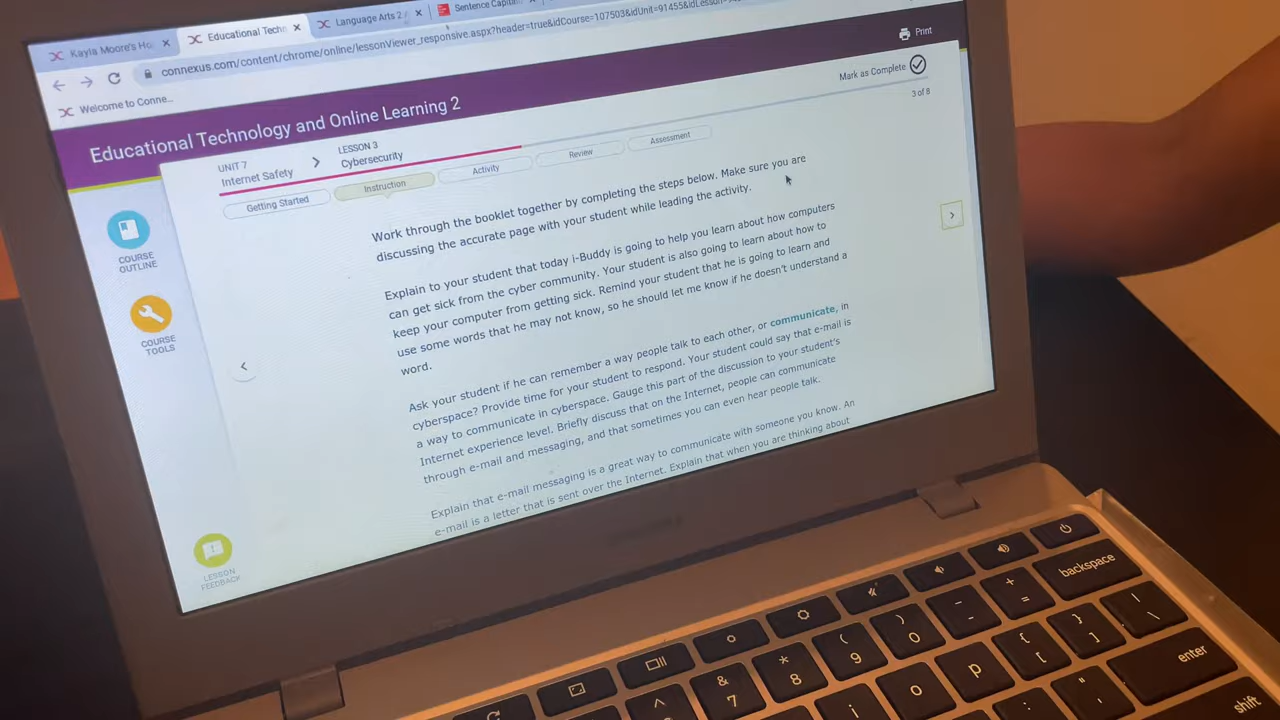 Kayla Moore's Ho
Educational Techn
Language Arts 2
Sentence Capital
connexus.com/content/chrome/online/lessonViewer_responsive.aspx?header=true&idCourse=107503&idUnit=91455&idLesson=
Welcome to Conne...
Print
Educational Technology and Online Learning 2
Mark as Complete
3 of 8
UNIT 7
Internet Safety
LESSON 3
Cybersecurity
Getting Started
Instruction
Activity
Review
Assessment
COURSE
OUTLINE
COURSE
TOOLS
LESSON
FEEDBACK
Work through the booklet together by completing the steps below. Make sure you are
discussing the accurate page with your student while leading the activity.
Explain to your student that today i-Buddy is going to help you learn about how computers
can get sick from the cyber community. Your student is also going to learn about how to
keep your computer from getting sick. Remind your student that he is going to learn and
use some words that he may not know, so he should let me know if he doesn't understand a
word.
Ask your student if he can remember a way people talk to each other, or communicate, in
cyberspace? Provide time for your student to respond. Your student could say that e-mail is
a way to communicate in cyberspace. Gauge this part of the discussion to your student's
Internet experience level. Briefly discuss that on the Internet, people can communicate
through e-mail and messaging, and that sometimes you can even hear people talk.
Explain that e-mail messaging is a great way to communicate with someone you know. An
e-mail is a letter that is sent over the Internet. Explain that when you are thinking about
backspace
+
=
_
-
)
0
(
9
*
8
&
7
^
|
\
}
]
{
[
p
o
i
enter
"
'
:
;
shift